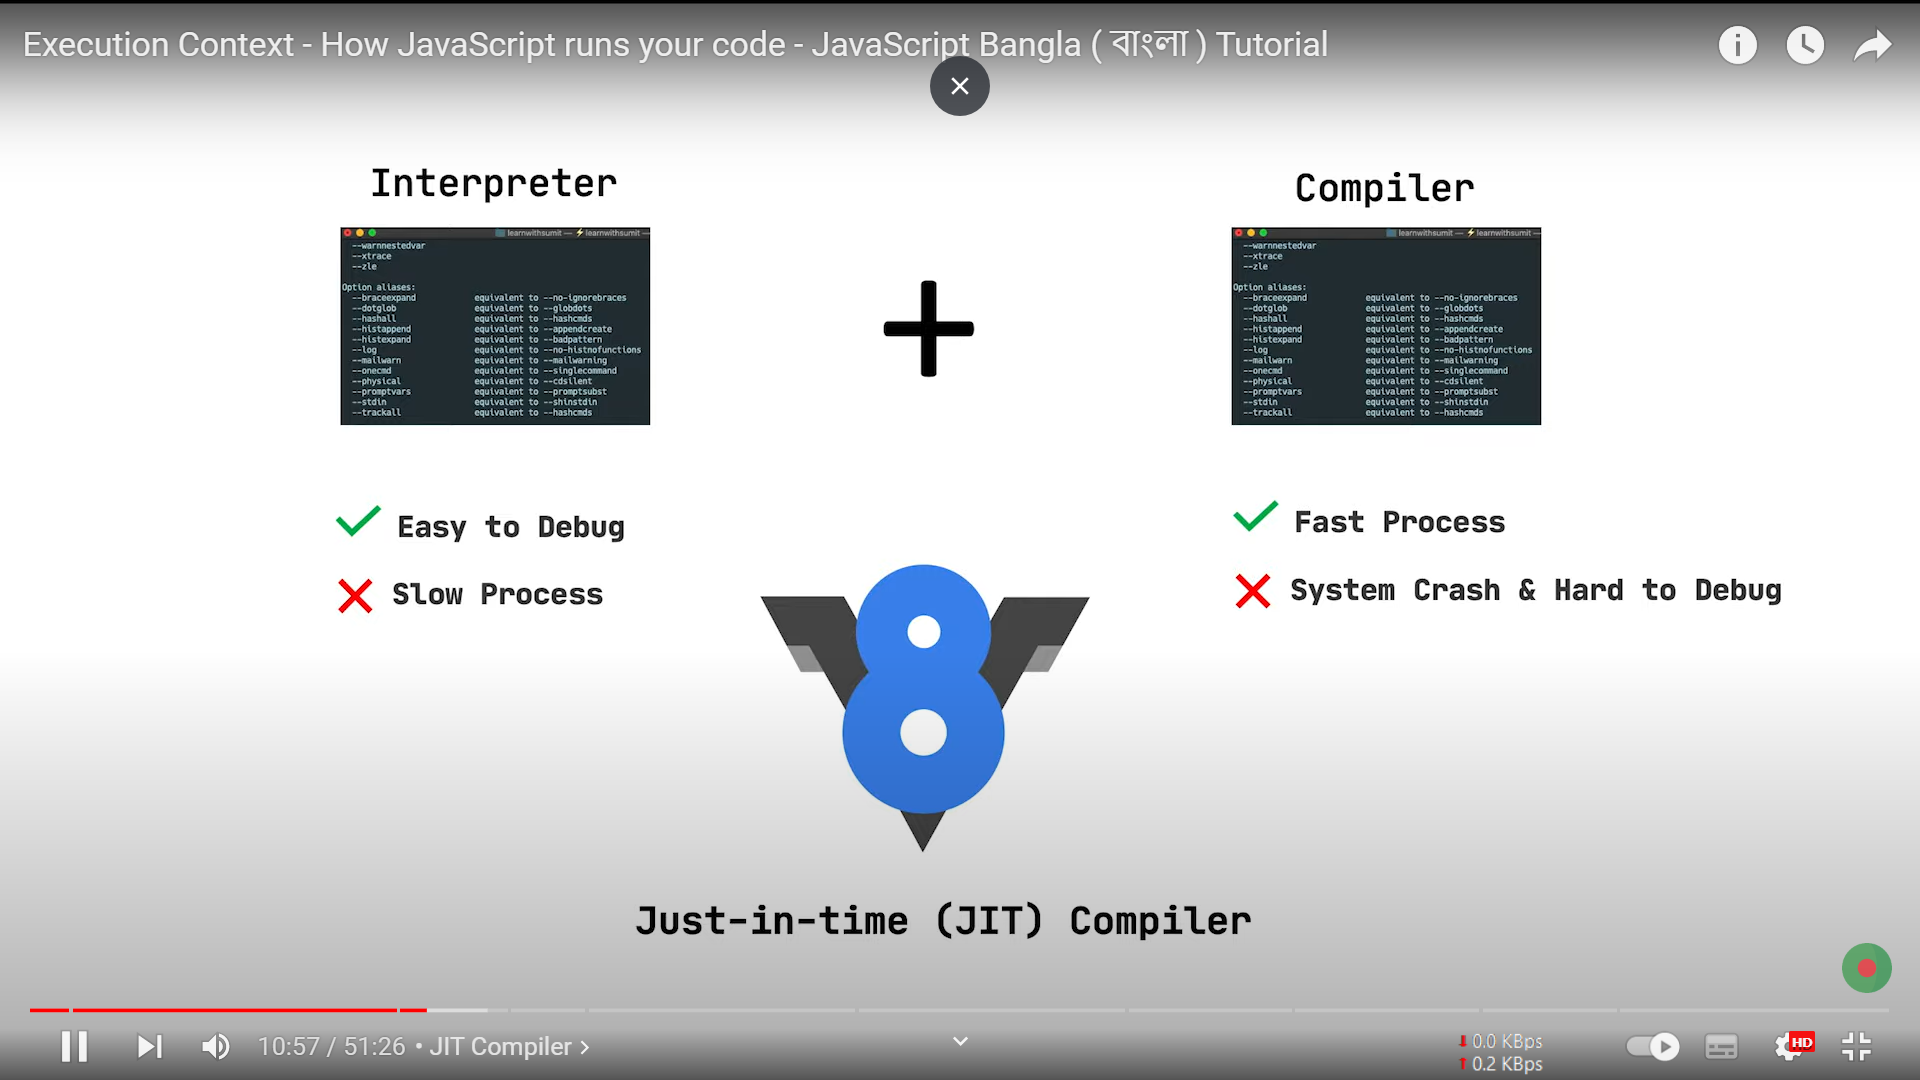 Execution Context - How JavaScript runs your code - JavaScript Bangla ( বাংলা ) Tutorial
Interpreter
Compiler
learnwithsumit — ⚡learnwithsumit —
--warnnestedvar
--xtrace
--zle
Option aliases:
--braceexpand equivalent to --no-ignorebraces
--dotglob equivalent to --globdots
--hashall equivalent to --hashcmds
--histappend equivalent to --appendcreate
--histexpand equivalent to --badpattern
--log equivalent to --no-histnofunctions
--mailwarn equivalent to --mailwarning
--onecmd equivalent to --singlecommand
--physical equivalent to --cdsilent
--promptvars equivalent to --promptsubst
--stdin equivalent to --shinstdin
--trackall equivalent to --hashcmds
learnwithsumit — ⚡learnwithsumit —
--warnnestedvar
--xtrace
--zle
Option aliases:
--braceexpand equivalent to --no-ignorebraces
--dotglob equivalent to --globdots
--hashall equivalent to --hashcmds
--histappend equivalent to --appendcreate
--histexpand equivalent to --badpattern
--log equivalent to --no-histnofunctions
--mailwarn equivalent to --mailwarning
--onecmd equivalent to --singlecommand
--physical equivalent to --cdsilent
--promptvars equivalent to --promptsubst
--stdin equivalent to --shinstdin
--trackall equivalent to --hashcmds
Easy to Debug
Slow Process
Fast Process
System Crash & Hard to Debug
V8
Just-in-time (JIT) Compiler
10:57 / 51:26 • JIT Compiler
0.0 KBps
0.2 KBps
HD